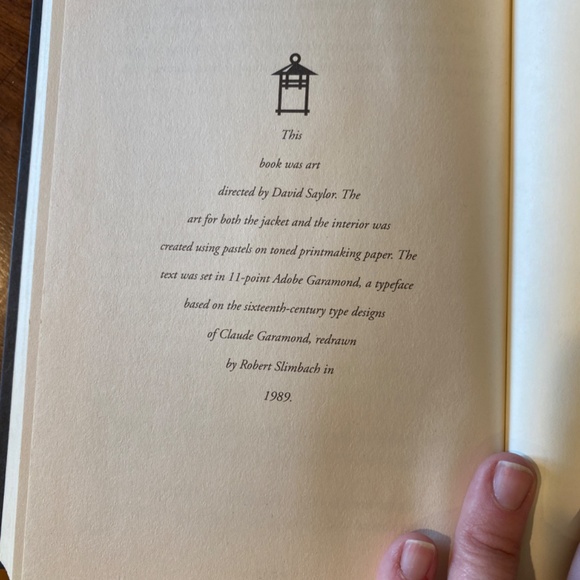 This
book was art
directed by David Saylor. The
art for both the jacket and the interior was
created using pastels on toned printmaking paper. The
text was set in 11-point Adobe Garamond, a typeface
based on the sixteenth-century type designs
of Claude Garamond, redrawn
by Robert Slimbach in
1989.